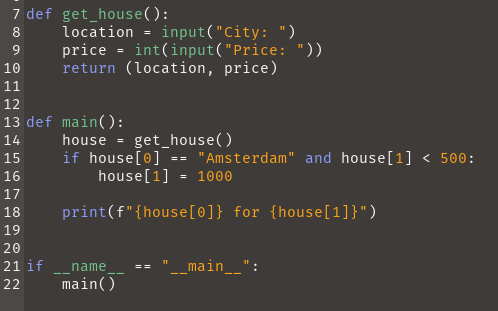 7 def get_house():
8     location = input("City: ")
9     price = int(input("Price: "))
10     return (location, price)
11
12
13 def main():
14     house = get_house()
15     if house[0] == "Amsterdam" and house[1] < 500:
16         house[1] = 1000
17
18     print(f"{house[0]} for {house[1]}")
19
20
21 if __name__ == "__main__":
22     main()